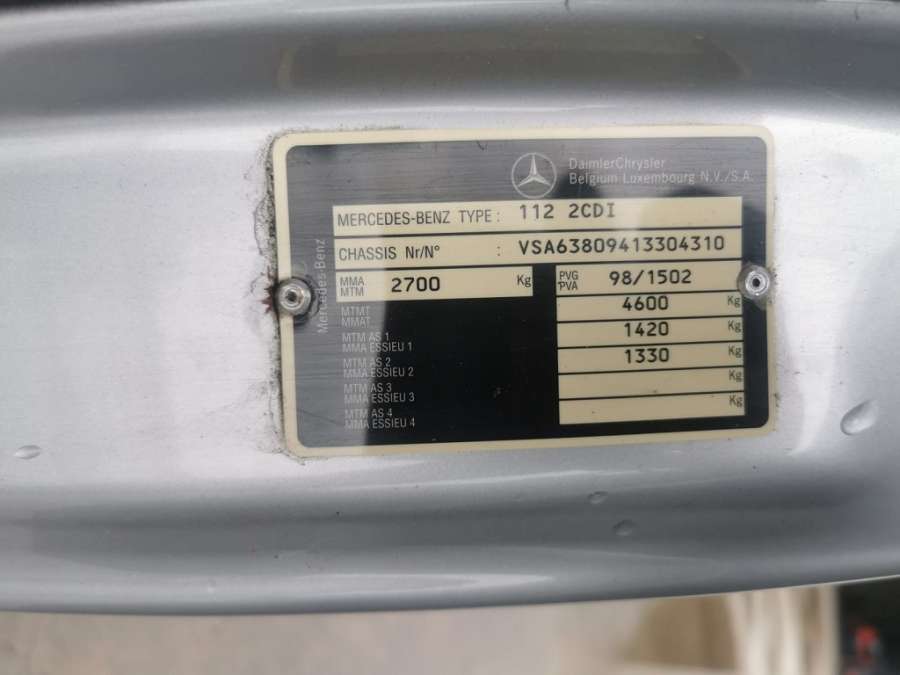 DaimlerChrysler
Belgium Luxembourg N.V./S.A.
Mercedes-Benz
MERCEDES-BENZ TYPE : 112 2CDI
CHASSIS Nr/N° : VSA63809413304310
MMA
MTM 2700 Kg
PVG
PVA 98/1502
MTMT
MMAT 4600 Kg
MTM AS 1
MMA ESSIEU 1 1420 Kg
MTM AS 2
MMA ESSIEU 2 1330 Kg
MTM AS 3
MMA ESSIEU 3 Kg
MTM AS 4
MMA ESSIEU 4 Kg